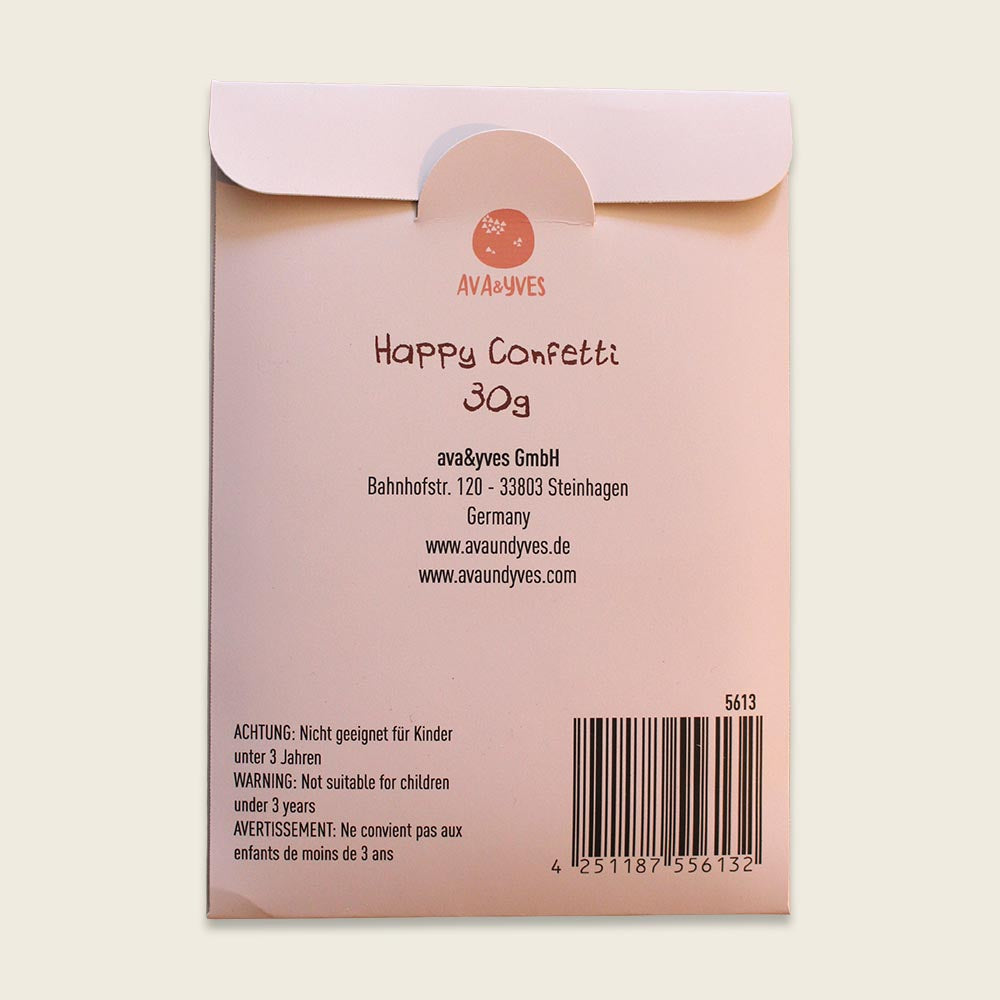 AVA&YVES
Happy Confetti
30g
ava&yves GmbH
Bahnhofstr. 120 - 33803 Steinhagen
Germany
www.avaundyves.de
www.avaundyves.com
5613
ACHTUNG: Nicht geeignet für Kinder
unter 3 Jahren
WARNING: Not suitable for children
under 3 years
AVERTISSEMENT: Ne convient pas aux
enfants de moins de 3 ans
4 251187 556132